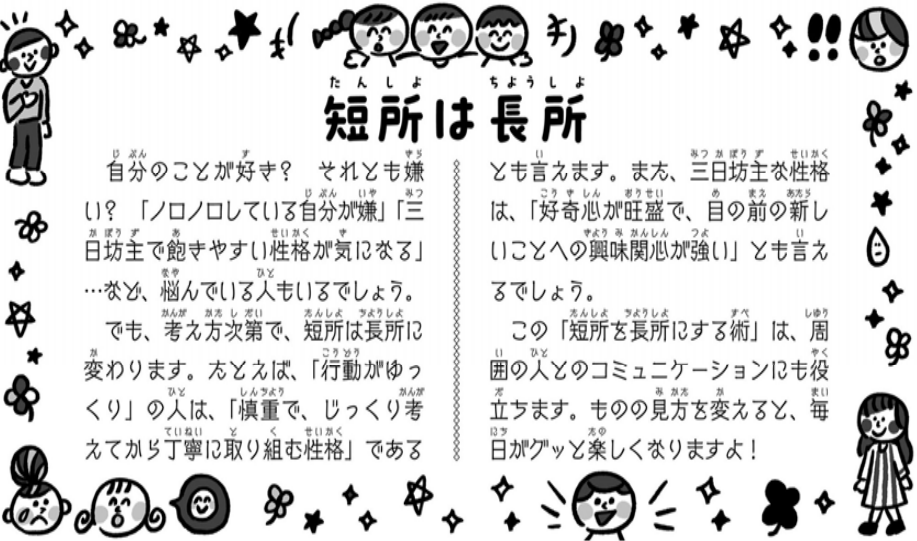 短所は長所
自分のことが好き？　それとも嫌
い？「ノロノロしている自分が嫌」「三
日坊主で飽きやすい性格が気になる」
…など、悩んでいる人もいるでしょう。
でも、考え方次第で、短所は長所に
変わります。たとえば、「行動がゆっ
くり」の人は、「慎重で、じっくり考
えてから丁寧に取り組む性格」である
とも言えます。また、三日坊主な性格
は、「好奇心が旺盛で、目の前の新し
いことへの興味関心が強い」とも言え
るでしょう。
この「短所を長所にする術」は、周
囲の人とのコミュニケーションにも役
立ちます。ものの見方を変えると、毎
日がグッと楽しくなりますよ！